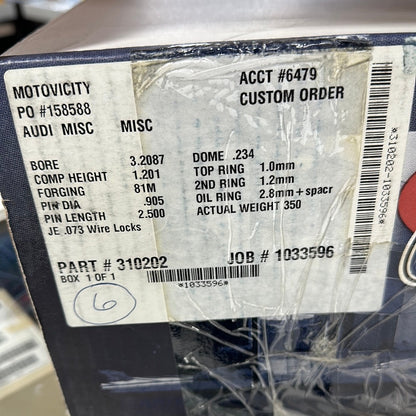 MOTOVICITY ACCT #6479
PO #158588 CUSTOM ORDER
AUDI MISC MISC
BORE 3.2087 DOME .234
COMP HEIGHT 1.201 TOP RING 1.0mm
FORGING 81M 2ND RING 1.2mm
PIN DIA .905 OIL RING 2.8mm + spacr
PIN LENGTH 2.500 ACTUAL WEIGHT 350
JE .073 Wire Locks
PART # 310202 JOB # 1033596
BOX 1 OF 1
*1033596*
6
*310202-1033596*